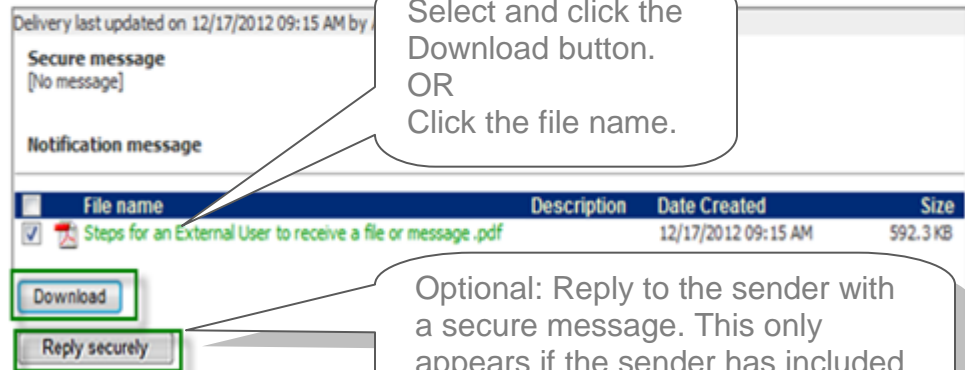 Delivery last updated on 12/17/2012 09:15 AM by
Select and click the
Download button.
OR
Click the file name.
Secure message
[No message]
Notification message
File name Description Date Created Size
Steps for an External User to receive a file or message .pdf 12/17/2012 09:15 AM 592.3 KB
Download
Reply securely
Optional: Reply to the sender with
a secure message. This only
appears if the sender has included